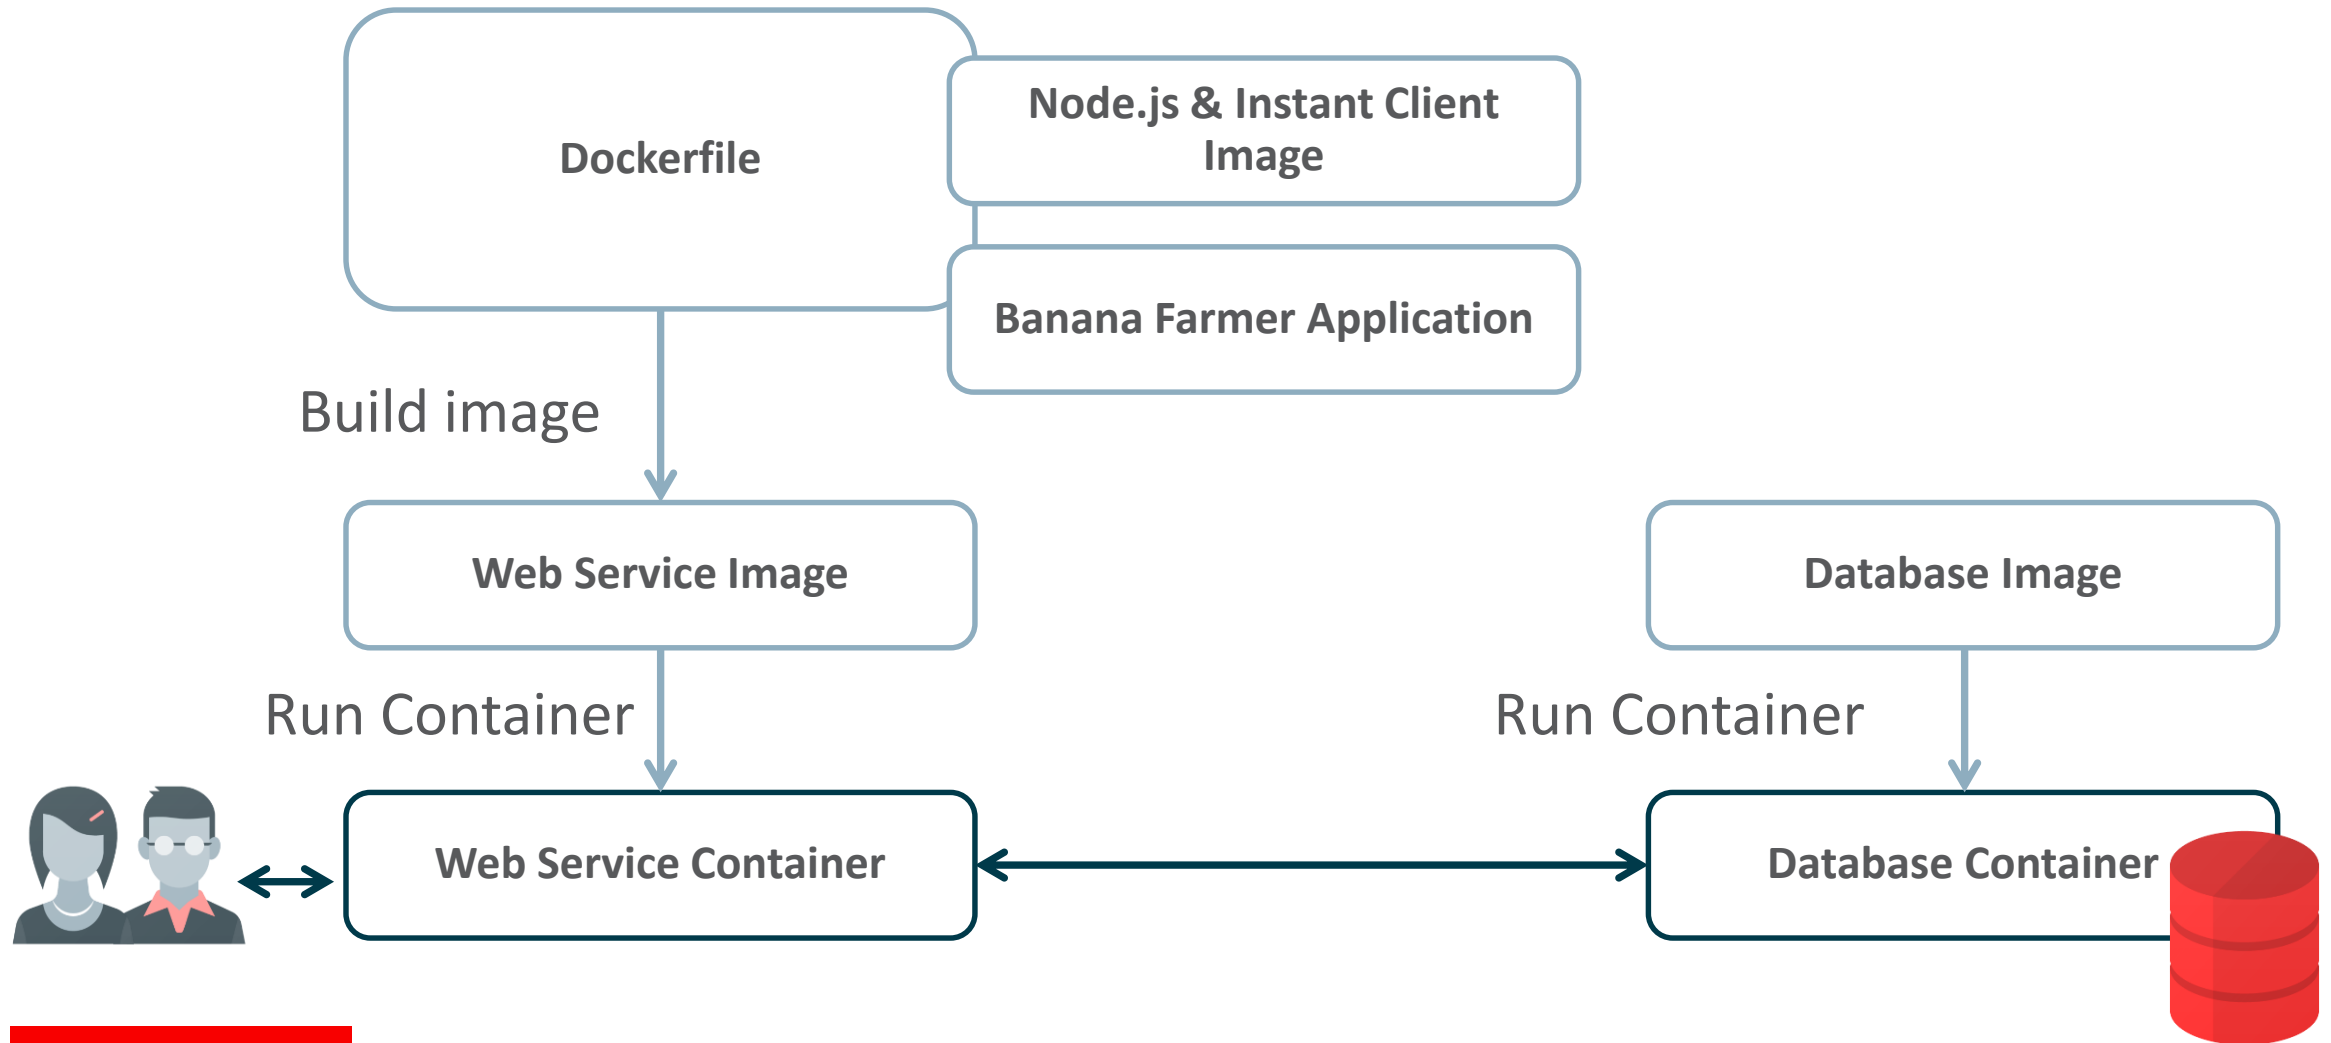 Dockerfile
Node.js & Instant Client
Image
Banana Farmer Application
Build image
Web Service Image
Database Image
Run Container
Run Container
Web Service Container
Database Container